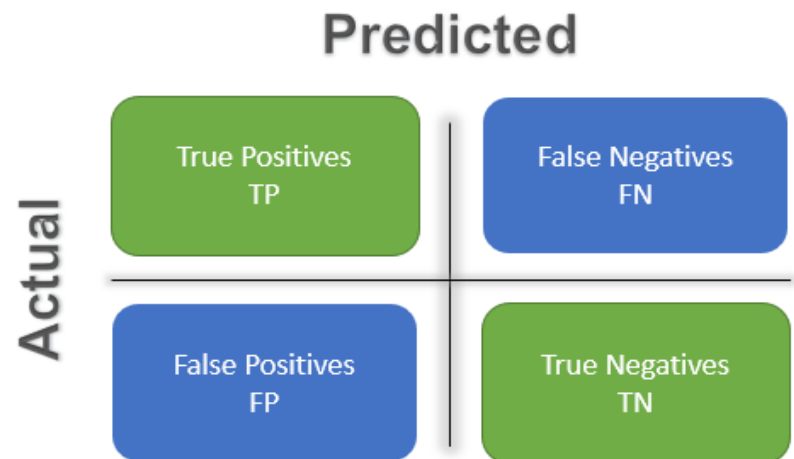 Predicted
Actual
True Positives
TP
False Negatives
FN
False Positives
FP
True Negatives
TN